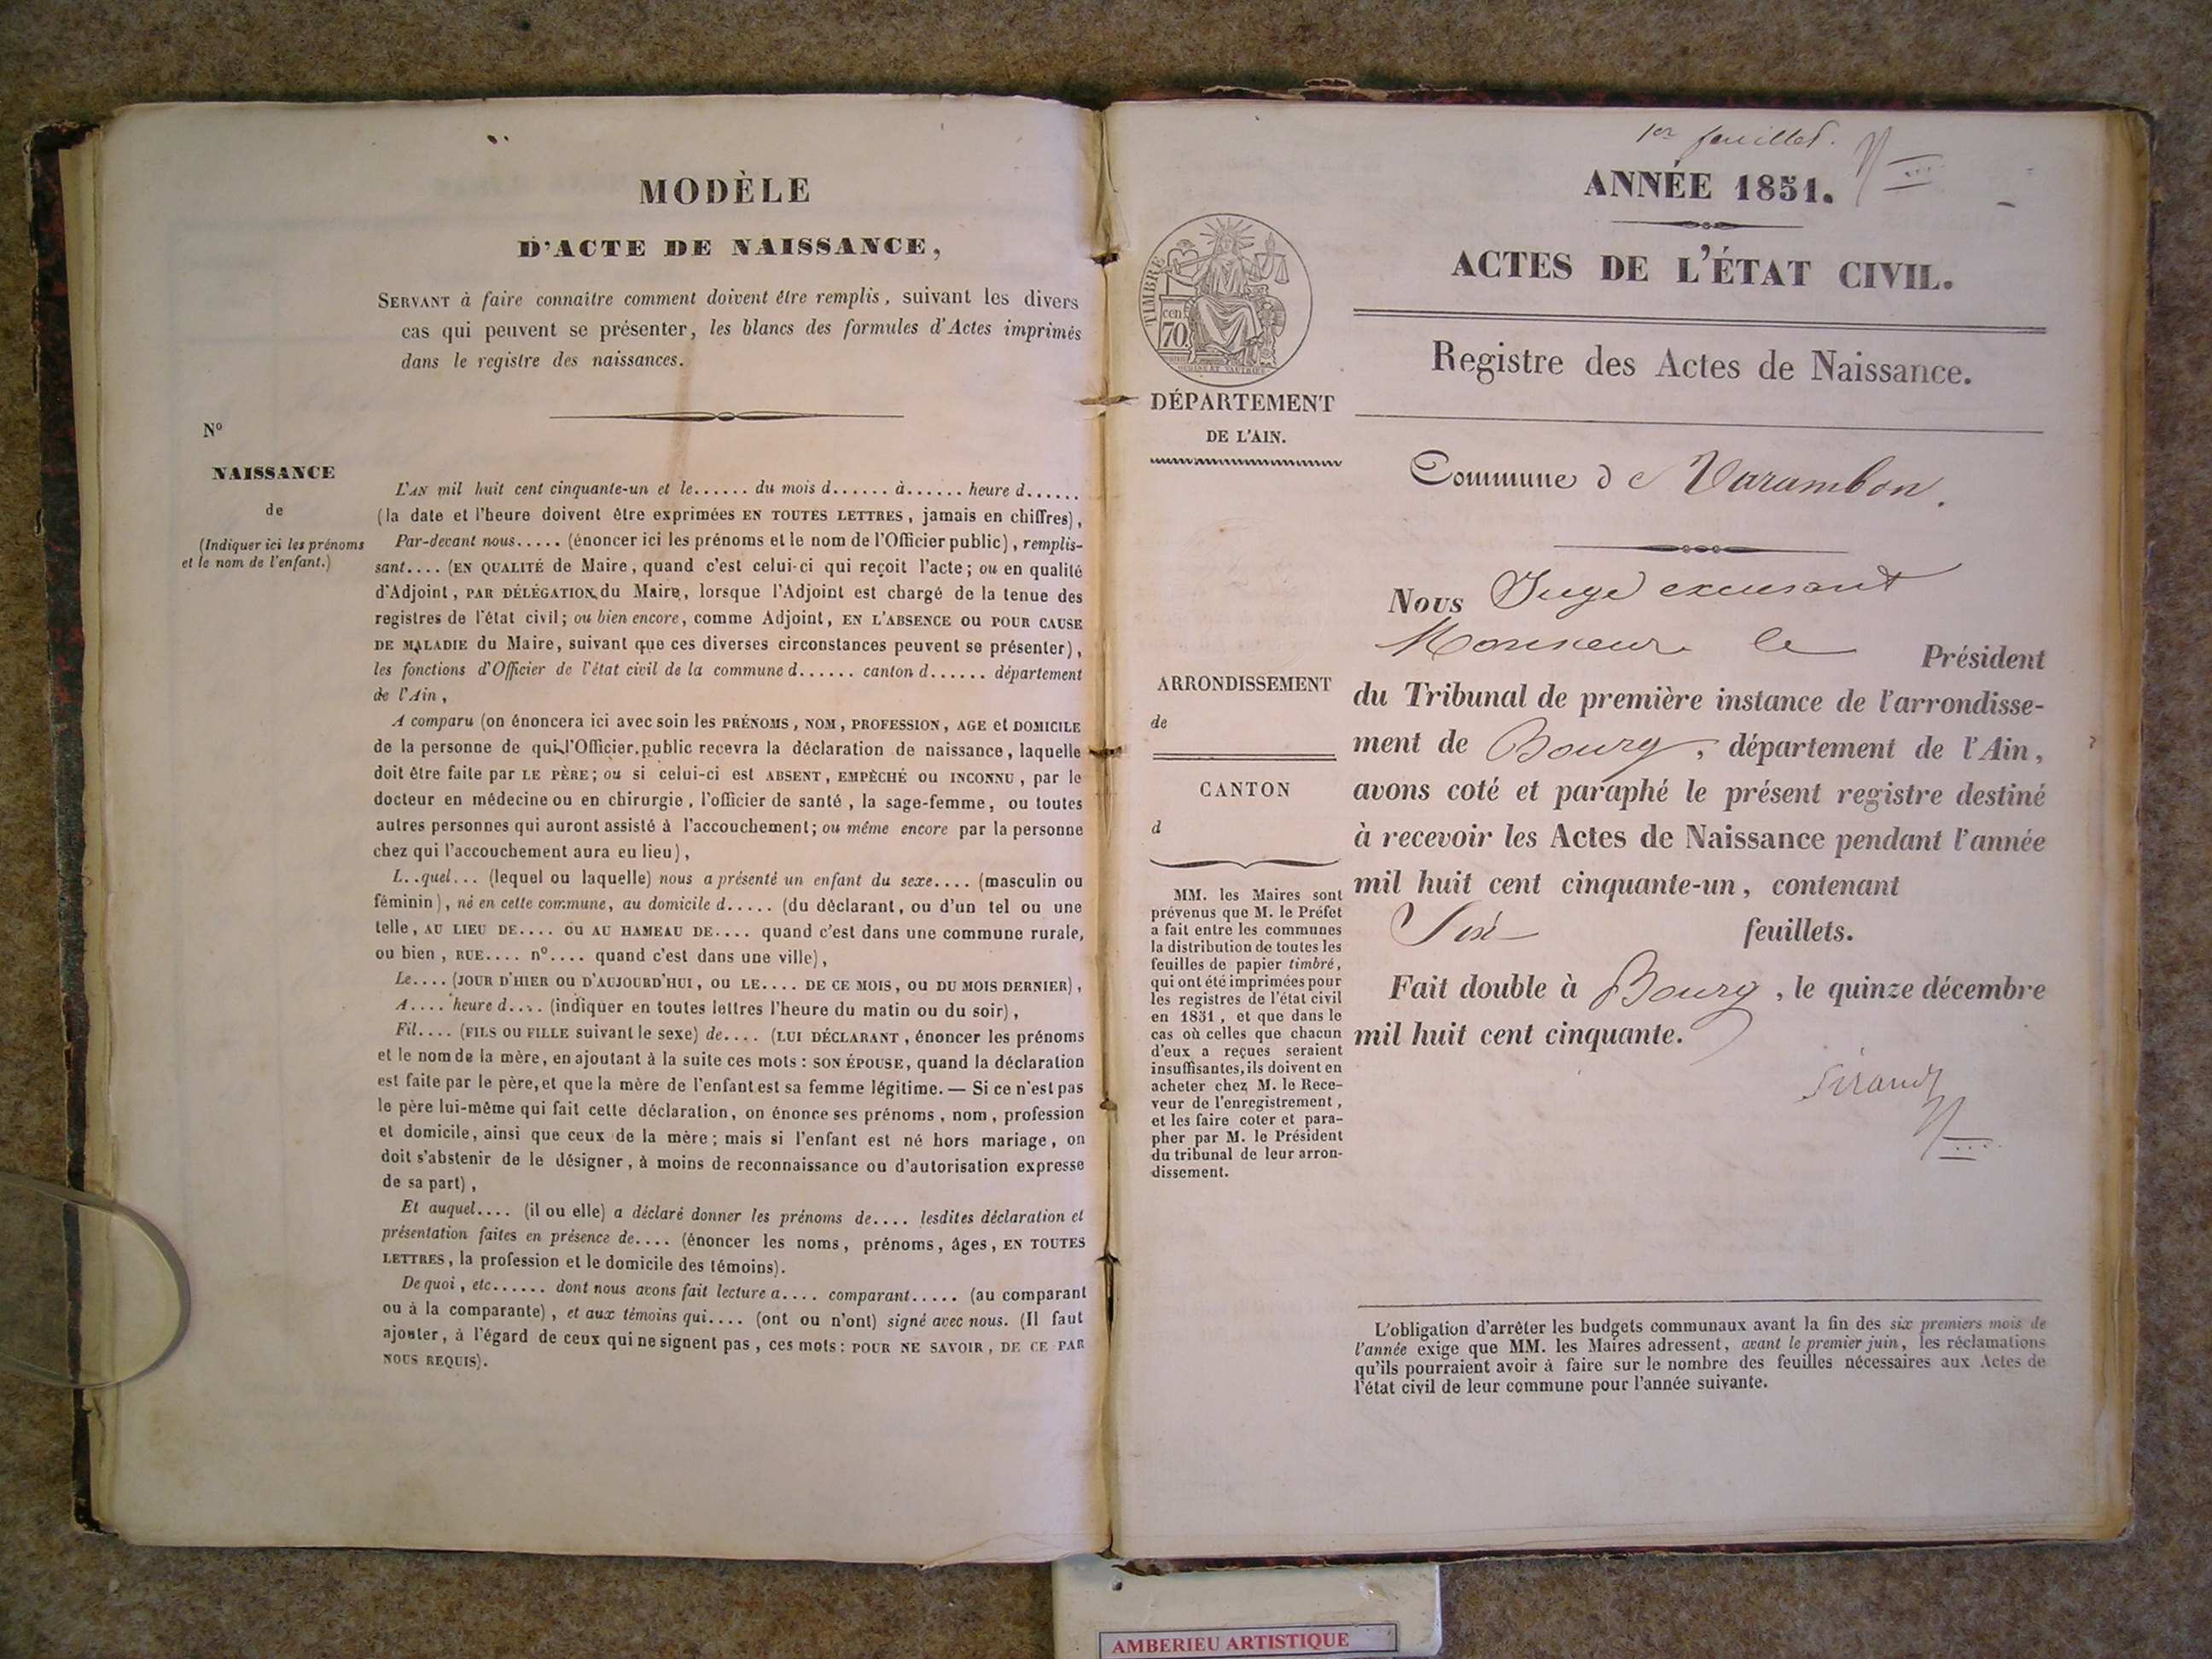 MODÈLE
D'ACTE DE NAISSANCE,
SERVANT à faire connaître comment doivent être remplis, suivant les divers
cas qui peuvent se présenter, les blancs des formules d'Actes imprimés
dans le registre des naissances.
No
NAISSANCE
de
(Indiquer ici les prénoms
et le nom de l'enfant.)
L'AN mil huit cent cinquante-un et le...... du mois d...... à...... heure d......
(la date et l'heure doivent être exprimées EN TOUTES LETTRES, jamais en chiffres),
Par-devant nous..... (énoncer ici les prénoms et le nom de l'Officier public), remplis-
sant.... (EN QUALITÉ de Maire, quand c'est celui-ci qui reçoit l'acte; ou en qualité
d'Adjoint, PAR DÉLÉGATION du Maire, lorsque l'Adjoint est chargé de la tenue des
registres de l'état civil; ou bien encore, comme Adjoint, EN L'ABSENCE OU POUR CAUSE
DE MALADIE du Maire, suivant que ces diverses circonstances peuvent se présenter),
les fonctions d'Officier de l'état civil de la commune d...... canton d...... département
de l'Ain,
A comparu (on énoncera ici avec soin les PRÉNOMS, NOM, PROFESSION, AGE et DOMICILE
de la personne de qui l'Officier public recevra la déclaration de naissance, laquelle
doit être faite par LE PÈRE; ou si celui-ci est ABSENT, EMPÊCHÉ OU INCONNU, par le
docteur en médecine ou en chirurgie, l'officier de santé, la sage-femme, ou toutes
autres personnes qui auront assisté à l'accouchement; ou même encore par la personne
chez qui l'accouchement aura eu lieu),
L..quel... (lequel ou laquelle) nous a présenté un enfant du sexe.... (masculin ou
féminin), né en cette commune, au domicile d..... (du déclarant, ou d'un tel ou une
telle, AU LIEU DE.... OU AU HAMEAU DE.... quand c'est dans une commune rurale,
ou bien, RUE.... no.... quand c'est dans une ville),
Le.... (JOUR D'HIER OU D'AUJOURD'HUI, OU LE.... DE CE MOIS, OU DU MOIS DERNIER),
A.... heure d.... (indiquer en toutes lettres l'heure du matin ou du soir),
Fil.... (FILS OU FILLE suivant le sexe) de.... (LUI DÉCLARANT, énoncer les prénoms
et le nom de la mère, en ajoutant à la suite ces mots: SON ÉPOUSE, quand la déclaration
est faite par le père, et que la mère de l'enfant est sa femme légitime. — Si ce n'est pas
le père lui-même qui fait cette déclaration, on énonce ses prénoms, nom, profession
et domicile, ainsi que ceux de la mère; mais si l'enfant est né hors mariage, on
doit s'abstenir de le désigner, à moins de reconnaissance ou d'autorisation expresse
de sa part),
Et auquel.... (il ou elle) a déclaré donner les prénoms de.... lesdites déclaration et
présentation faites en présence de.... (énoncer les noms, prénoms, âges, EN TOUTES
LETTRES, la profession et le domicile des témoins).
De quoi, etc...... dont nous avons fait lecture a.... comparant..... (au comparant
ou à la comparante), et aux témoins qui.... (ont ou n'ont) signé avec nous. (Il faut
ajouter, à l'égard de ceux qui ne signent pas, ces mots: POUR NE SAVOIR, DE CE PAR
NOUS REQUIS).
1er feuillet.
ANNÉE 1851.
ACTES DE L'ÉTAT CIVIL.
TIMBRE
cen
70
Registre des Actes de Naissance.
DÉPARTEMENT
DE L'AIN.
Commune de Varambon.
Nous Juge excusant
Monsieur le Président
du Tribunal de première instance de l'arrondisse-
ment de Bourg, département de l'Ain,
avons coté et paraphé le présent registre destiné
à recevoir les Actes de Naissance pendant l'année
mil huit cent cinquante-un, contenant
Six feuillets.
Fait double à Bourg, le quinze décembre
mil huit cent cinquante.
Sirand
ARRONDISSEMENT
de
CANTON
d
MM. les Maires sont
prévenus que M. le Préfet
a fait entre les communes
la distribution de toutes les
feuilles de papier timbré,
qui ont été imprimées pour
les registres de l'état civil
en 1851, et que dans le
cas où celles que chacun
d'eux a reçues seraient
insuffisantes, ils doivent en
acheter chez M. le Rece-
veur de l'enregistrement,
et les faire coter et para-
pher par M. le Président
du tribunal de leur arron-
dissement.
L'obligation d'arrêter les budgets communaux avant la fin des six premiers mois de
l'année exige que MM. les Maires adressent, avant le premier juin, les réclamations
qu'ils pourraient avoir à faire sur le nombre des feuilles nécessaires aux Actes de
l'état civil de leur commune pour l'année suivante.
AMBERIEU ARTISTIQUE